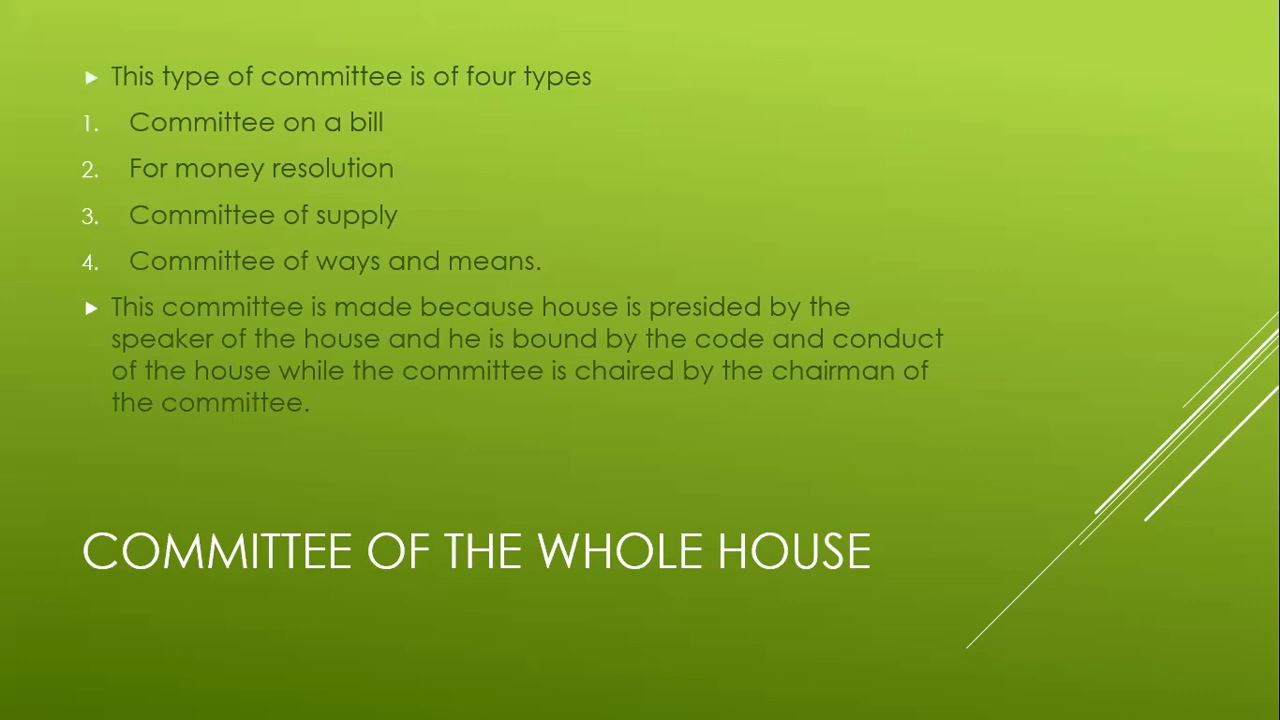 This type of committee is of four types
1. Committee on a bill
2. For money resolution
3. Committee of supply
4. Committee of ways and means.
This committee is made because house is presided by the
speaker of the house and he is bound by the code and conduct
of the house while the committee is chaired by the chairman of
the committee.
COMMITTEE OF THE WHOLE HOUSE